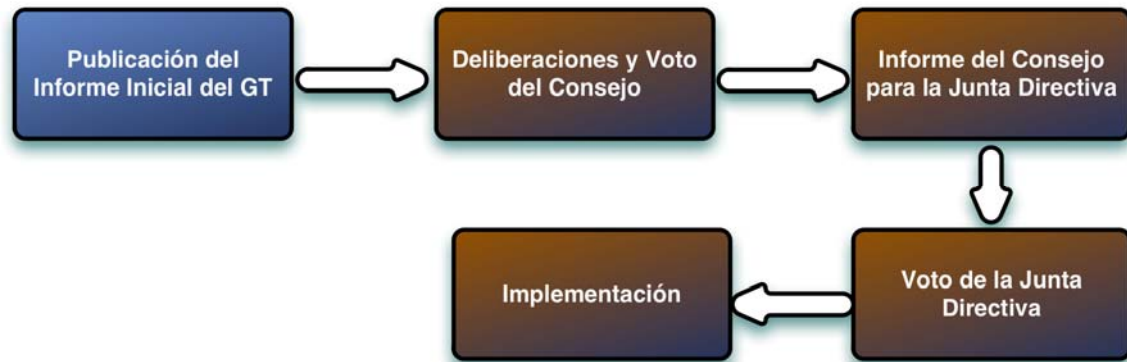 Publicación del
Informe Inicial del GT
Deliberaciones y Voto
del Consejo
Informe del Consejo
para la Junta Directiva
Voto de la Junta
Directiva
Implementación